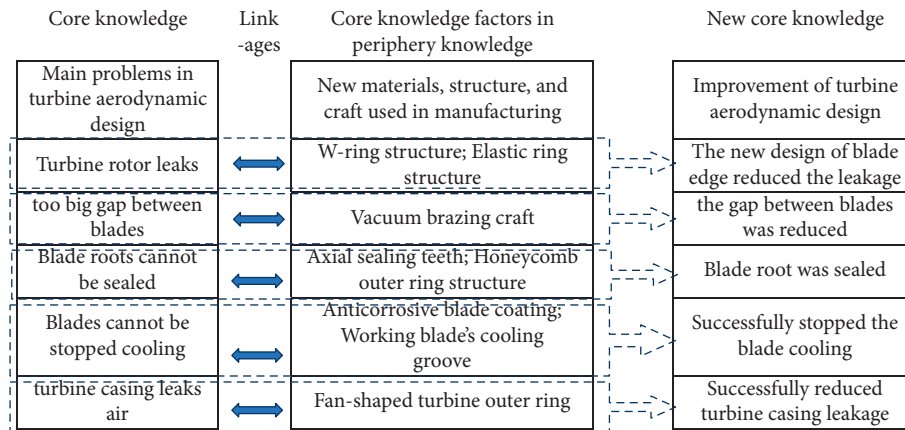 Core knowledge
Link
-ages
Core knowledge factors in
periphery knowledge
New core knowledge
Main problems in
turbine aerodynamic
design
New materials, structure, and
craft used in manufacturing
Improvement of turbine
aerodynamic design
Turbine rotor leaks
W-ring structure; Elastic ring
structure
The new design of blade
edge reduced the leakage
too big gap between
blades
Vacuum brazing craft
the gap between blades
was reduced
Blade roots cannot
be sealed
Axial sealing teeth; Honeycomb
outer ring structure
Blade root was sealed
Blades cannot be
stopped cooling
Anticorrosive blade coating;
Working blade's cooling
groove
Successfully stopped the
blade cooling
turbine casing leaks
air
Fan-shaped turbine outer ring
Successfully reduced
turbine casing leakage